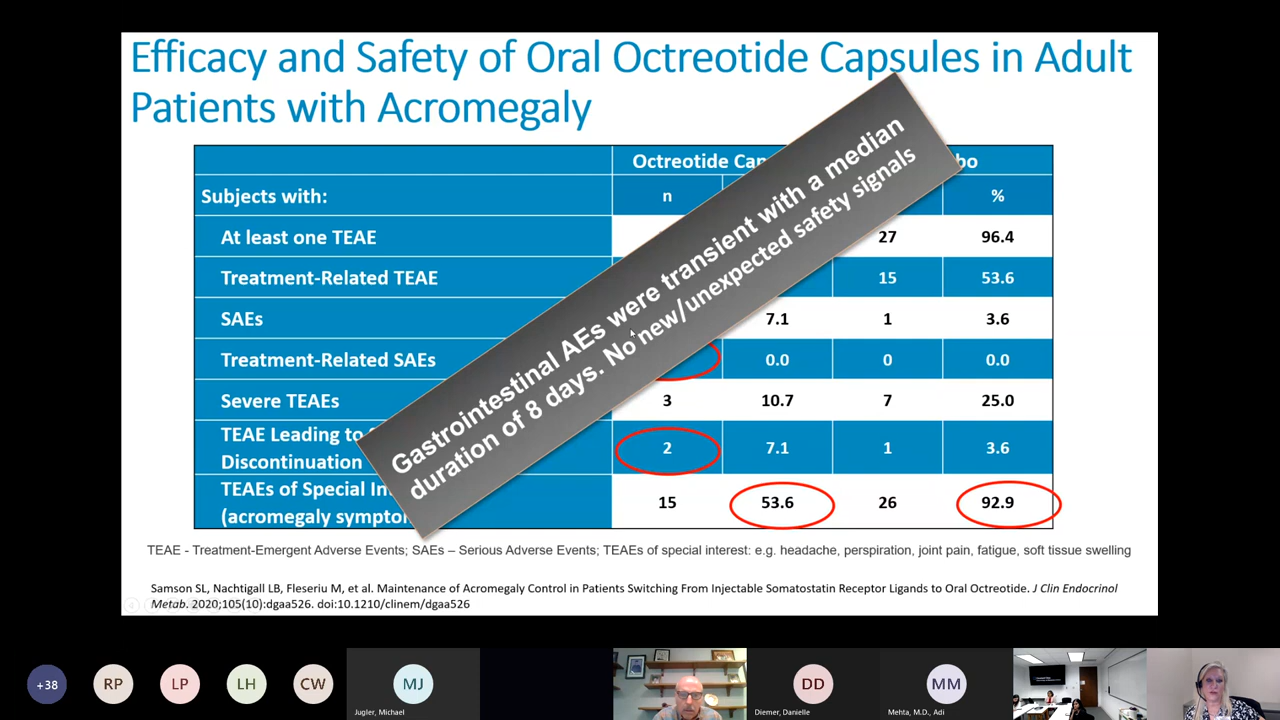 Efficacy and Safety of Oral Octreotide Capsules in Adult
Patients with Acromegaly
Octreotide
Subjects with:
n
%
At least one TEAE
27
96.4
Treatment-Related TEAE
15
53.6
SAEs
7.1
1
3.6
Treatment-Related SAEs
0.0
0
0.0
Severe TEAEs
3
10.7
7
25.0
TEAE Leading to
Discontinuation
2
7.1
1
3.6
TEAEs of Special
(acromegaly
15
53.6
26
92.9
Gastrointestinal AEs were transient with a median
duration of 8 days. No new/unexpected safety signals
TEAE - Treatment-Emergent Adverse Events; SAEs – Serious Adverse Events; TEAEs of special interest: e.g. headache, perspiration, joint pain, fatigue, soft tissue swelling
Samson SL, Nachtigall LB, Fleseriu M, et al. Maintenance of Acromegaly Control in Patients Switching From Injectable Somatostatin Receptor Ligands to Oral Octreotide. J Clin Endocrinol
Metab. 2020;105(10):dgaa526. doi:10.1210/clinem/dgaa526
+38
RP
LP
LH
CW
MJ
DD
MM
Jugler, Michael
Diemer, Danielle
Mehta, M.D., Adi